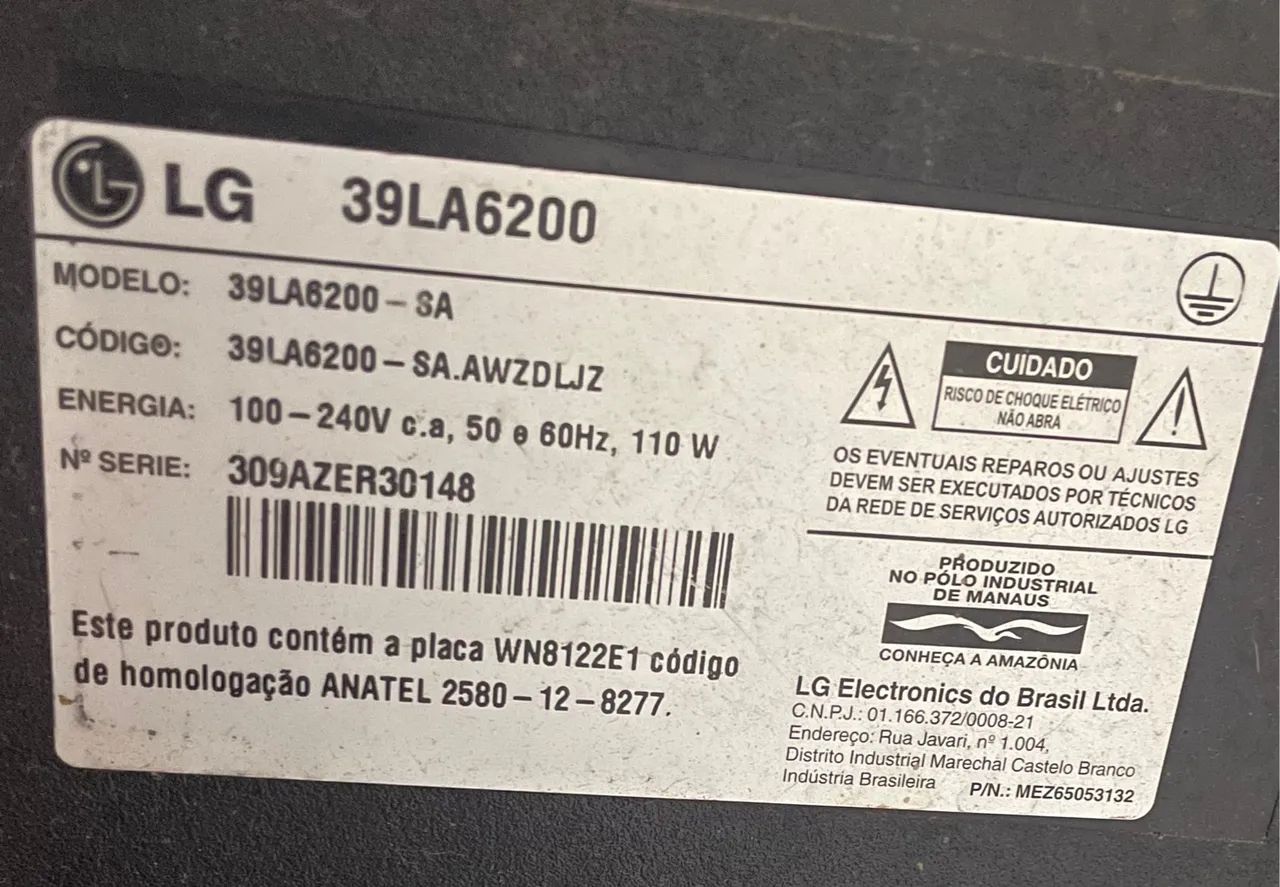 LG 39LA6200
MODELO: 39LA6200-SA
CÓDIGO: 39LA6200-SA.AWZDLJZ
ENERGIA: 100-240V c.a, 50 e 60Hz, 110 W
Nº SERIE: 309AZER30148
Este produto contém a placa WN8122E1 código
de homologação ANATEL 2580-12-8277.
CUIDADO
RISCO DE CHOQUE ELÉTRICO
NÃO ABRA
OS EVENTUAIS REPAROS OU AJUSTES
DEVEM SER EXECUTADOS POR TÉCNICOS
DA REDE DE SERVIÇOS AUTORIZADOS LG
PRODUZIDO
NO PÓLO INDUSTRIAL
DE MANAUS
CONHEÇA A AMAZÔNIA
LG Electronics do Brasil Ltda.
C.N.P.J.: 01.166.372/0008-21
Endereço: Rua Javari, nº 1.004,
Distrito Industrial Marechal Castelo Branco
Indústria Brasileira P/N.: MEZ65053132